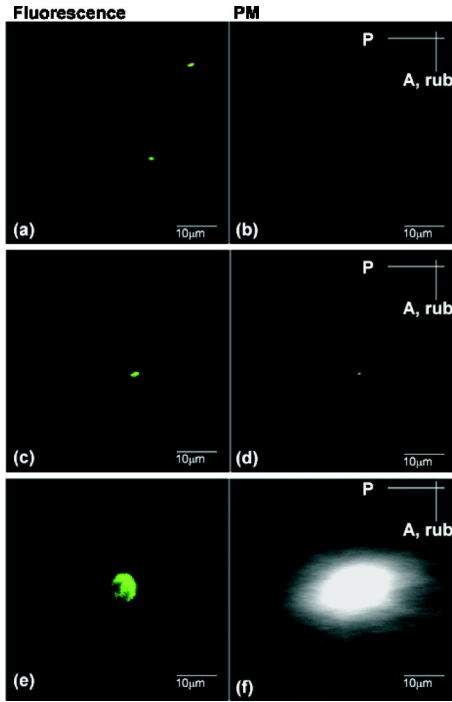 Fluorescence PM
P
A, rub
(a) 10μm (b) 10μm
P
A, rub
(c) 10μm (d) 10μm
P
A, rub
(e) 10μm (f) 10μm